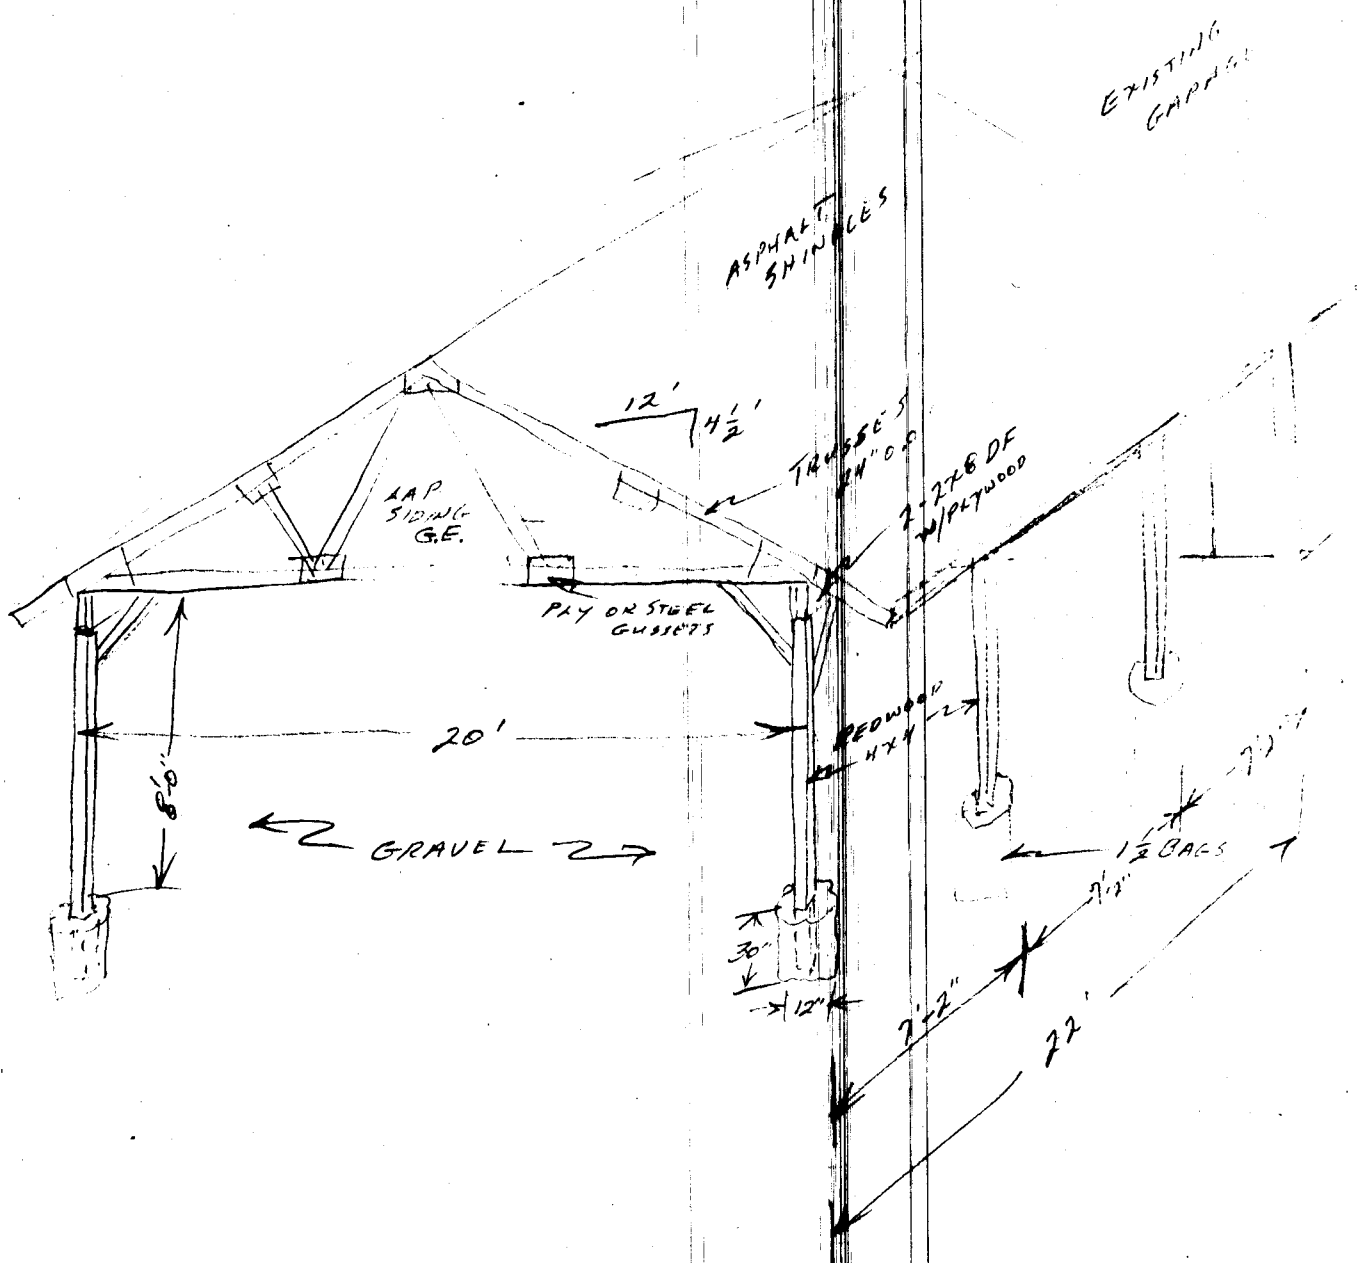 EXISTING
GARAGE
ASPHALT
SHINGLES
12'
4 1/2'
TRUSSES
24" O.C
2-2X8 DF
W/PLYWOOD
LAP
SIDING
G.E.
PLY OR STEEL
GUSSETS
REDWOOD
4X4
20'
8'0"
GRAVEL
1 1/2 BAGS
7'-2"
7'-2"
30"
12"
7'-2"
22'